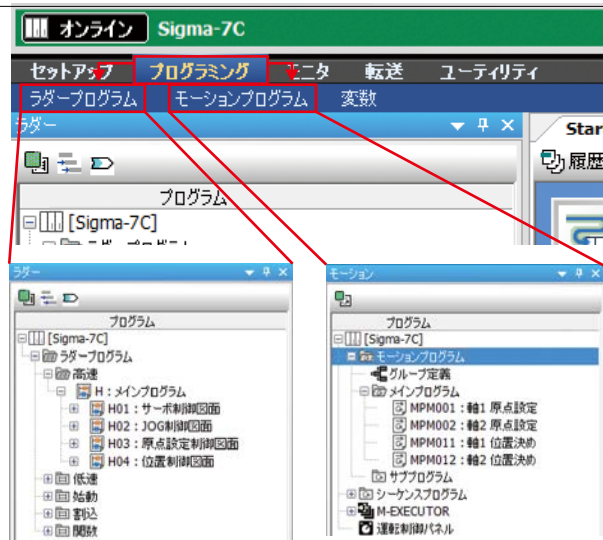 オンライン Sigma-7C
セットアップ プログラミング モニタ 転送 ユーティリティ
ラダープログラム モーションプログラム 変数
ラダー
Star
履歴
プログラム
[Sigma-7C]
ラダープログラム
ラダー
プログラム
[Sigma-7C]
ラダープログラム
高速
H:メインプログラム
H01:サーボ制御図面
H02:JOG制御図面
H03:原点設定制御図面
H04:位置制御図面
低速
始動
割込
関数
モーション
プログラム
[Sigma-7C]
モーションプログラム
グループ定義
メインプログラム
MPM001:軸1 原点設定
MPM002:軸2 原点設定
MPM011:軸1 位置決め
MPM012:軸2 位置決め
サブプログラム
シーケンスプログラム
M-EXECUTOR
運転制御パネル